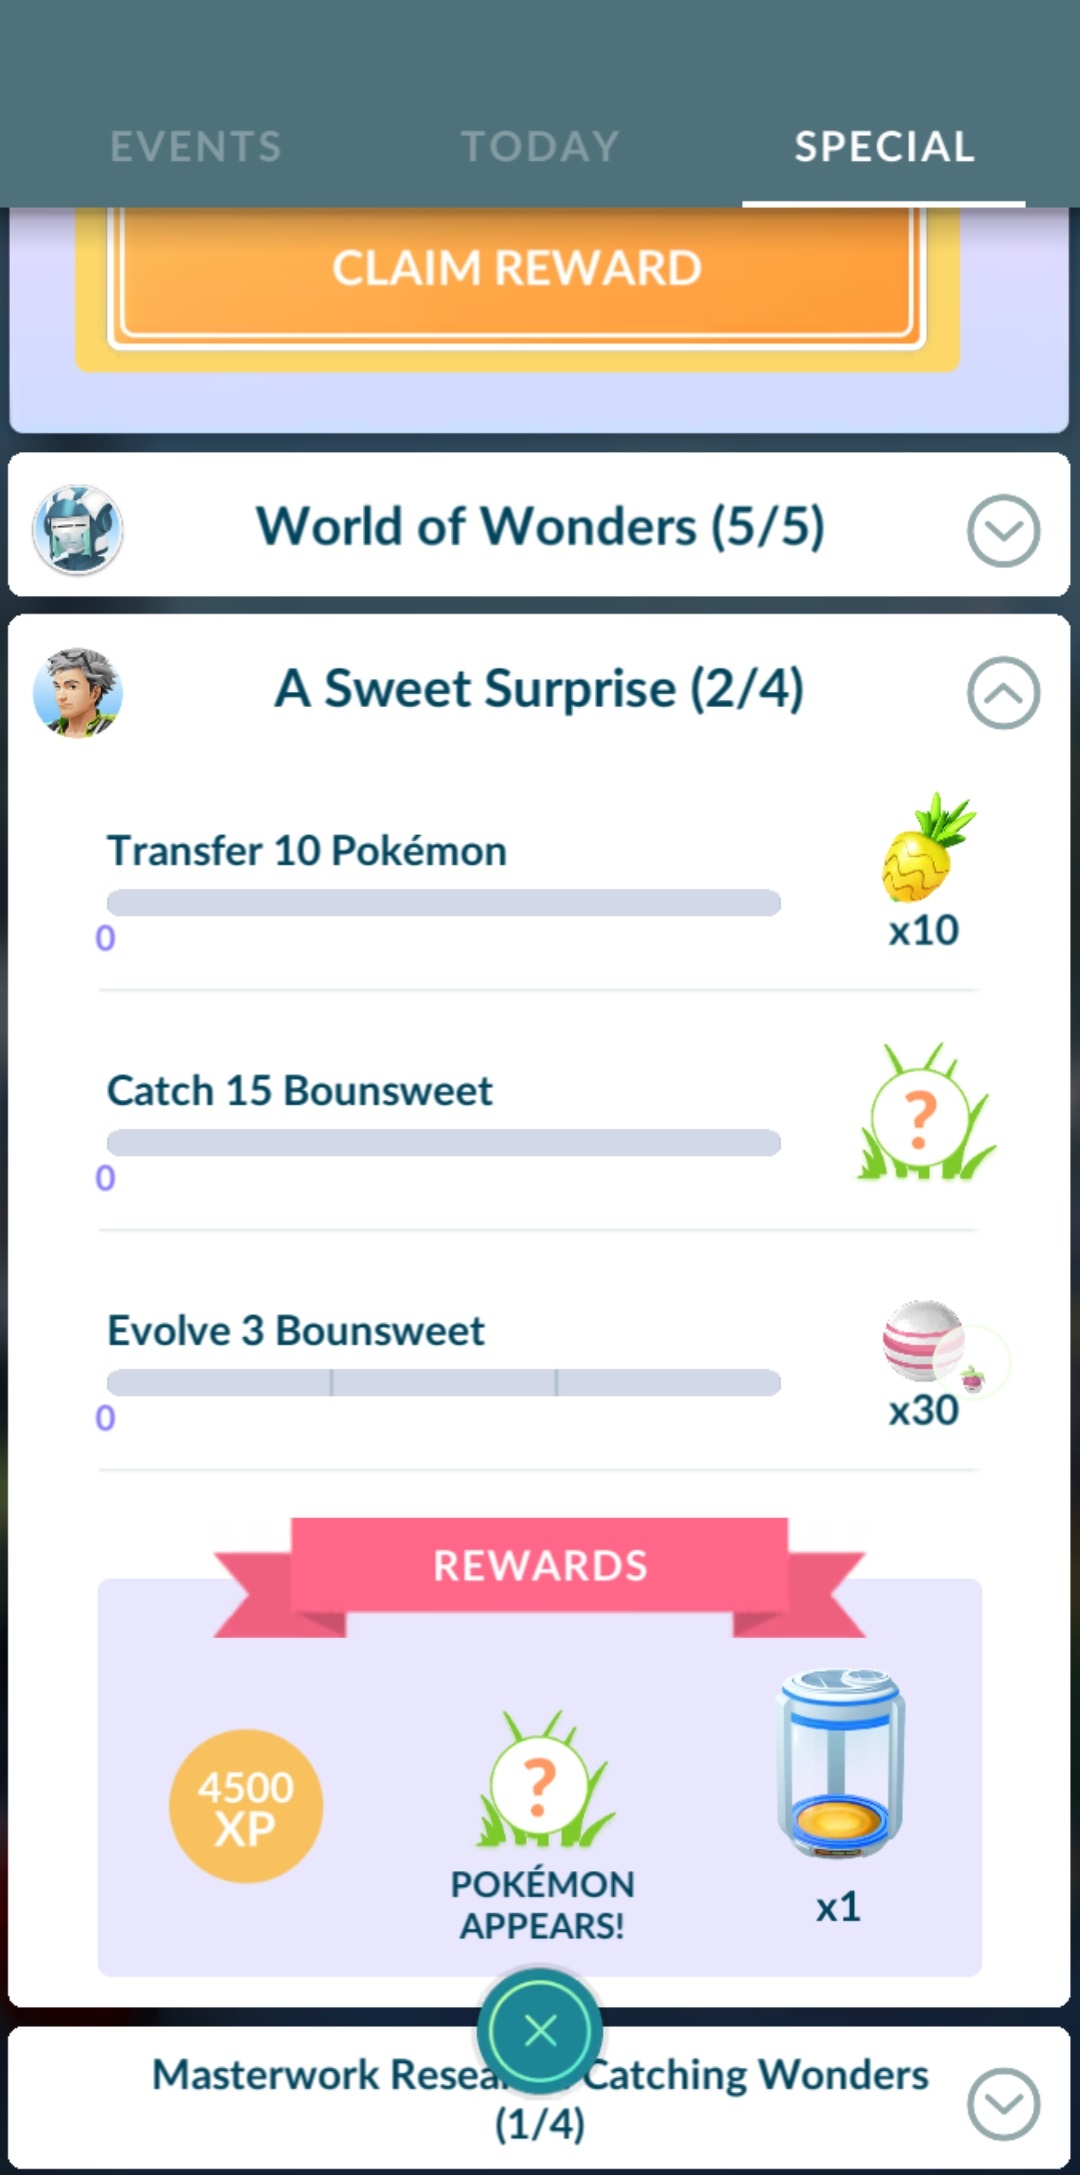 EVENTS
TODAY
SPECIAL
CLAIM REWARD
World of Wonders (5/5)
A Sweet Surprise (2/4)
Transfer 10 Pokémon
0
x10
Catch 15 Bounsweet
0
?
Evolve 3 Bounsweet
0
x30
REWARDS
4500
XP
?
POKÉMON
APPEARS!
x1
Masterwork Catching Wonders
(1/4)